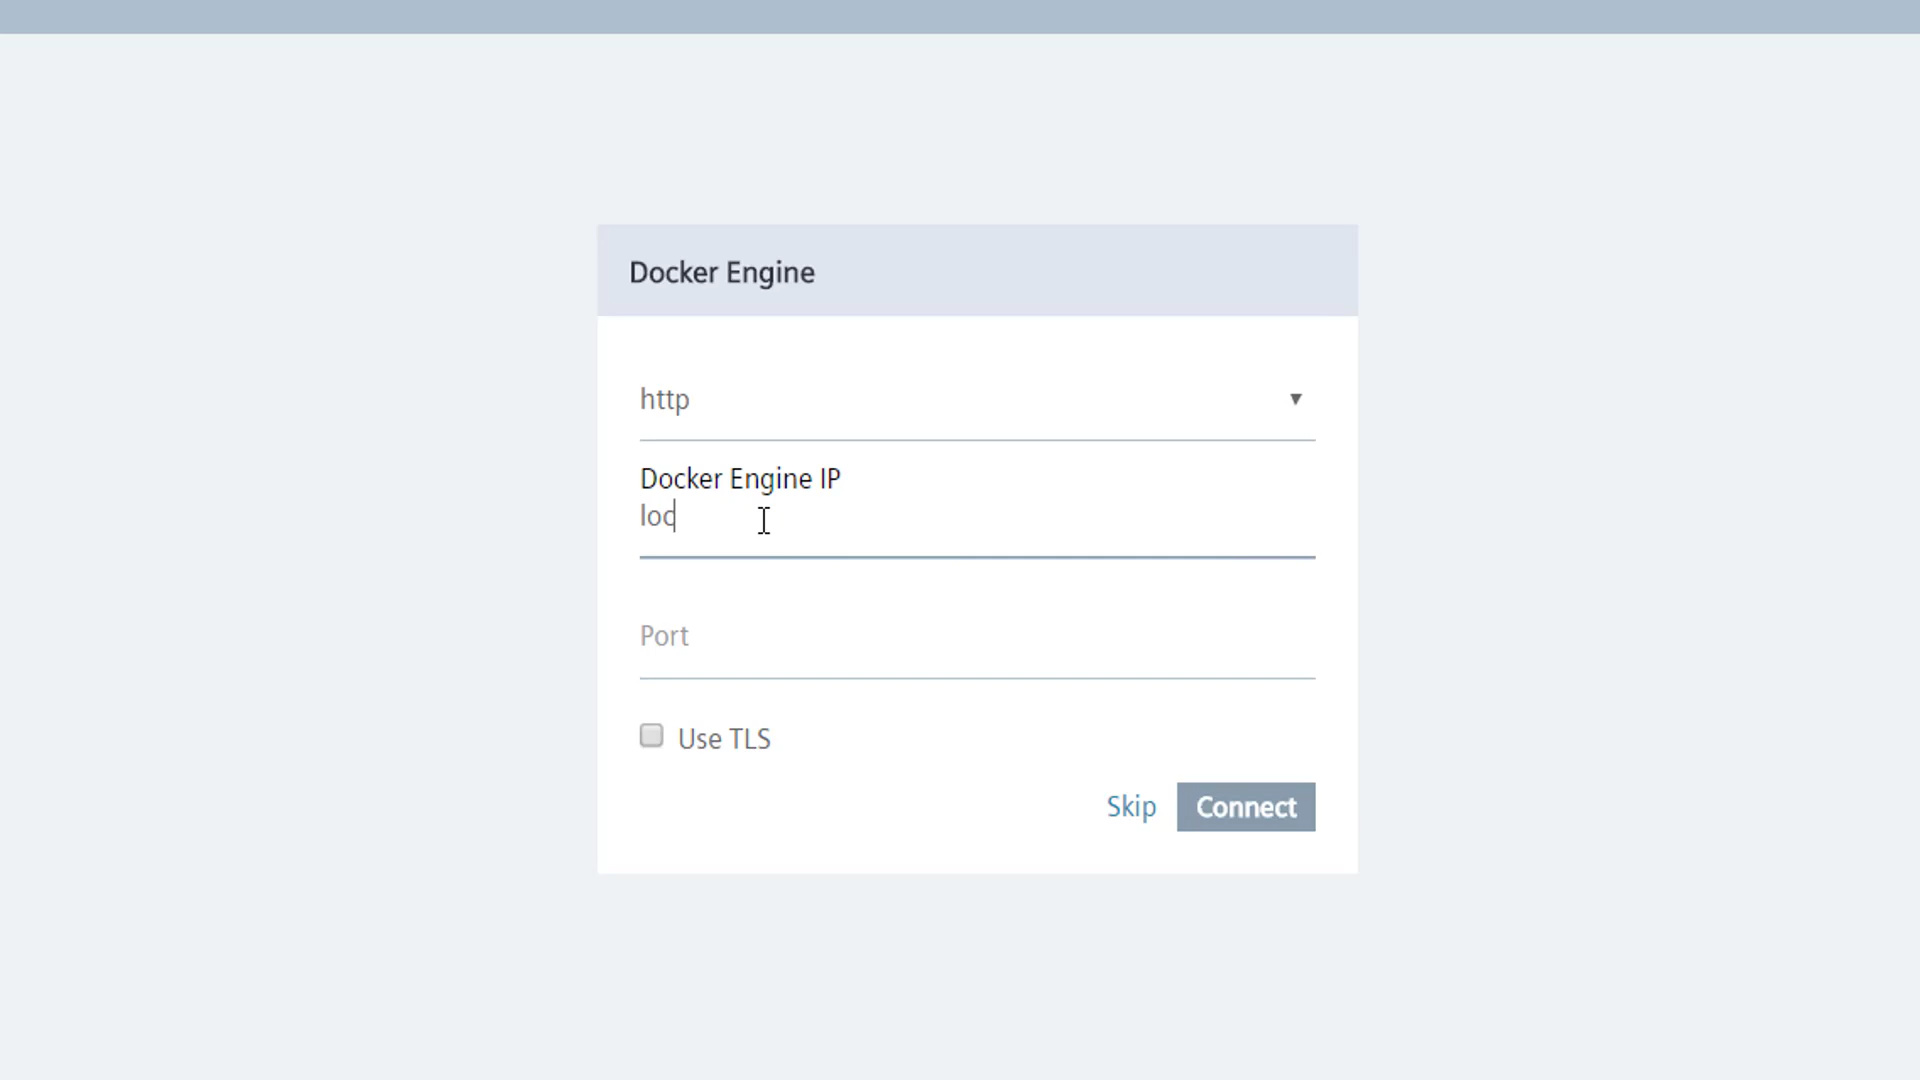 Docker Engine
http
Docker Engine IP
loc
Port
Use TLS
Skip
Connect